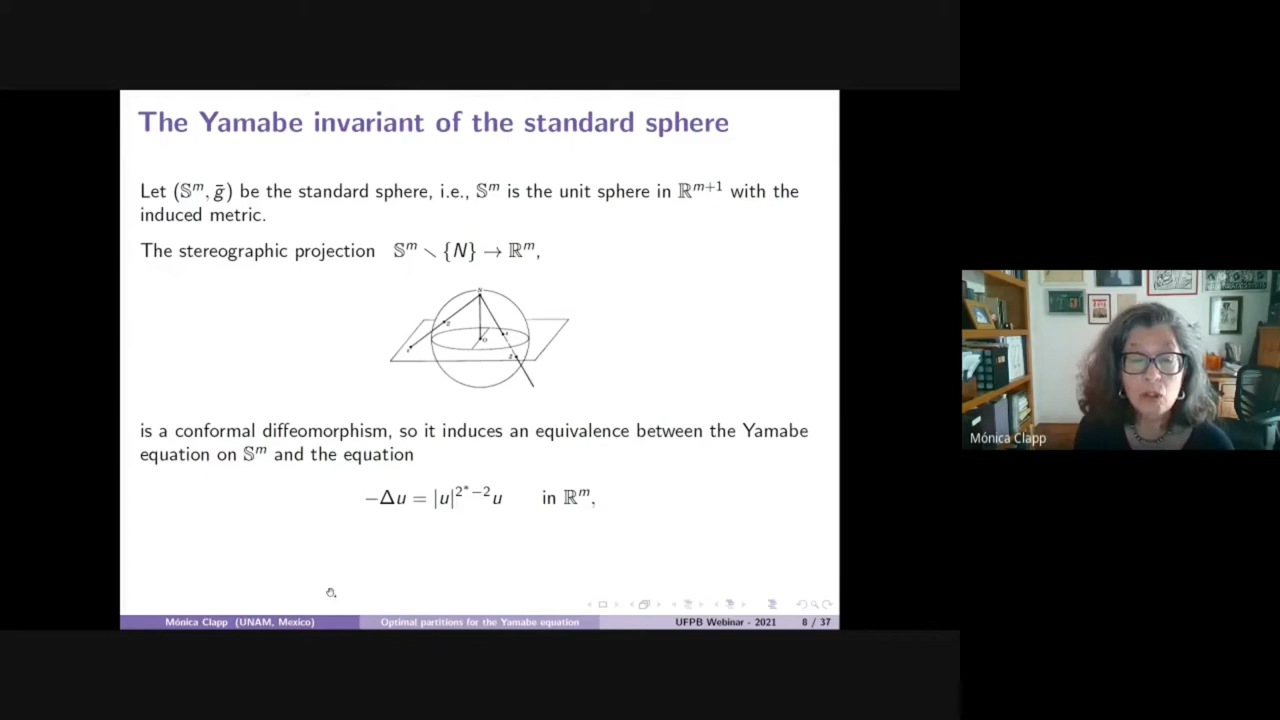 The Yamabe invariant of the standard sphere
Let (𝕊ᵐ, ḡ) be the standard sphere, i.e., 𝕊ᵐ is the unit sphere in ℝᵐ⁺¹ with the
induced metric.
The stereographic projection 𝕊ᵐ ∖ {N} → ℝᵐ,
N
is a conformal diffeomorphism, so it induces an equivalence between the Yamabe
equation on 𝕊ᵐ and the equation
−Δu = |u|^{2*−2}u in ℝᵐ,
Mónica Clapp (UNAM, Mexico) Optimal partitions for the Yamabe equation UFPB Webinar - 2021 8 / 37
Mónica Clapp